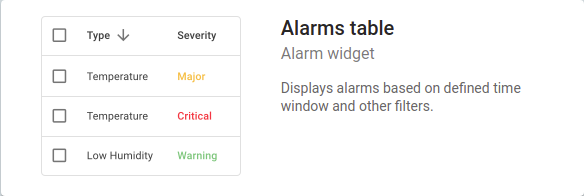 Type Severity
Temperature Major
Temperature Critical
Low Humidity Warning
Alarms table
Alarm widget
Displays alarms based on defined time
window and other filters.